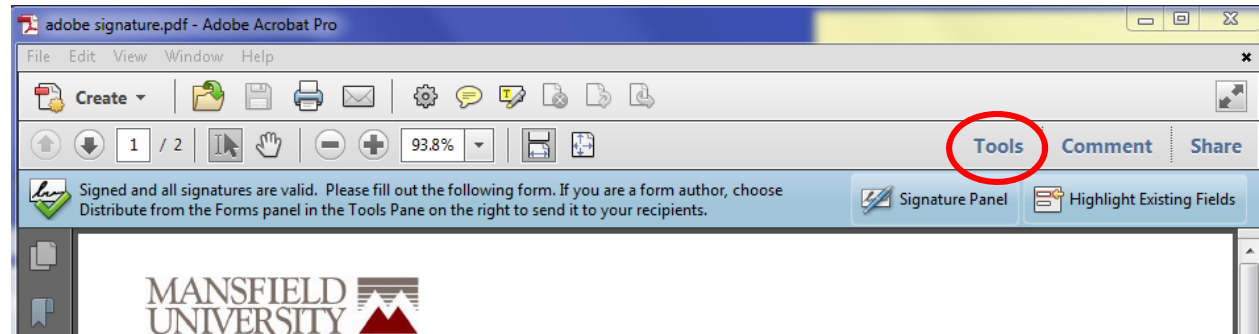 adobe signature.pdf - Adobe Acrobat Pro
File Edit View Window Help
Create
1 / 2 93.8% Tools Comment Share
Signed and all signatures are valid. Please fill out the following form. If you are a form author, choose
Distribute from the Forms panel in the Tools Pane on the right to send it to your recipients.
Signature Panel Highlight Existing Fields
MANSFIELD
UNIVERSITY